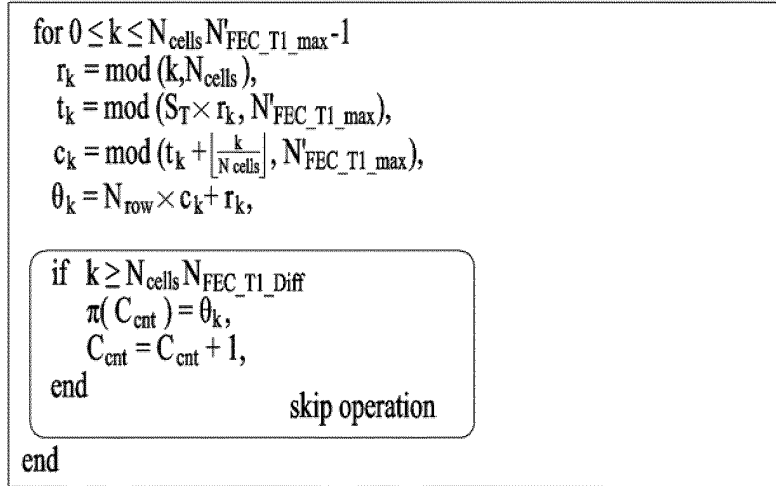 for 0 ≤ k ≤ N_cells N'_FEC_T1_max-1
r_k = mod (k,N_cells),
t_k = mod (S_T × r_k, N'_FEC_T1_max),
c_k = mod (t_k + ⌊k/N cells⌋, N'_FEC_T1_max),
θ_k = N_row × c_k + r_k,
if k ≥ N_cells N_FEC_T1_Diff
π( C_cnt ) = θ_k,
C_cnt = C_cnt + 1,
end
skip operation
end